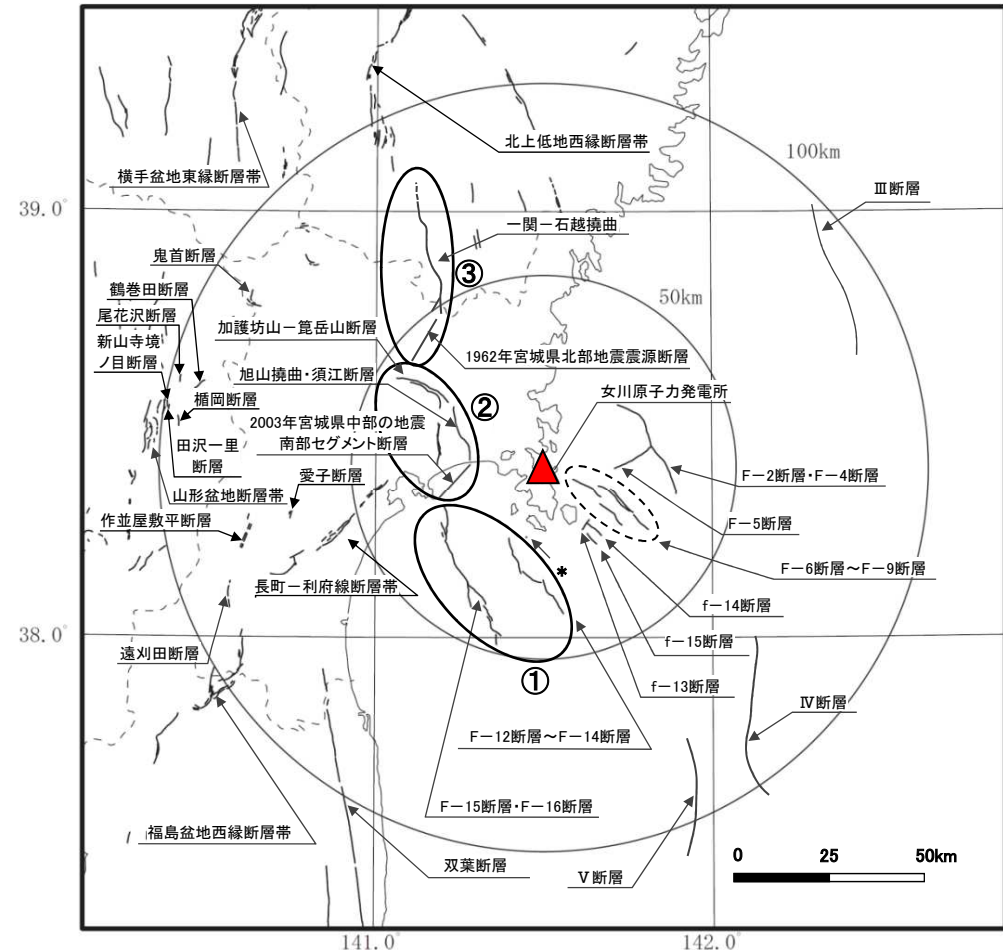 北上低地西縁断層帯
100km
横手盆地東縁断層帯
Ⅲ断層
39.0°
一関－石越撓曲
鬼首断層
③
鶴巻田断層
50km
尾花沢断層
加護坊山－箟岳山断層
新山寺境
ノ目断層
1962年宮城県北部地震震源断層
旭山撓曲・須江断層
女川原子力発電所
楯岡断層
②
2003年宮城県中部の地震
南部セグメント断層
田沢一里
断層
愛子断層
F－2断層・F－4断層
山形盆地断層帯
F－5断層
作並屋敷平断層
F－6断層～F－9断層
*
長町－利府線断層帯
f－14断層
38.0°
f－15断層
遠刈田断層
①
f－13断層
Ⅳ断層
F－12断層～F－14断層
F－15断層・F－16断層
福島盆地西縁断層帯
双葉断層
Ⅴ断層
0 25 50km
141.0° 142.0°